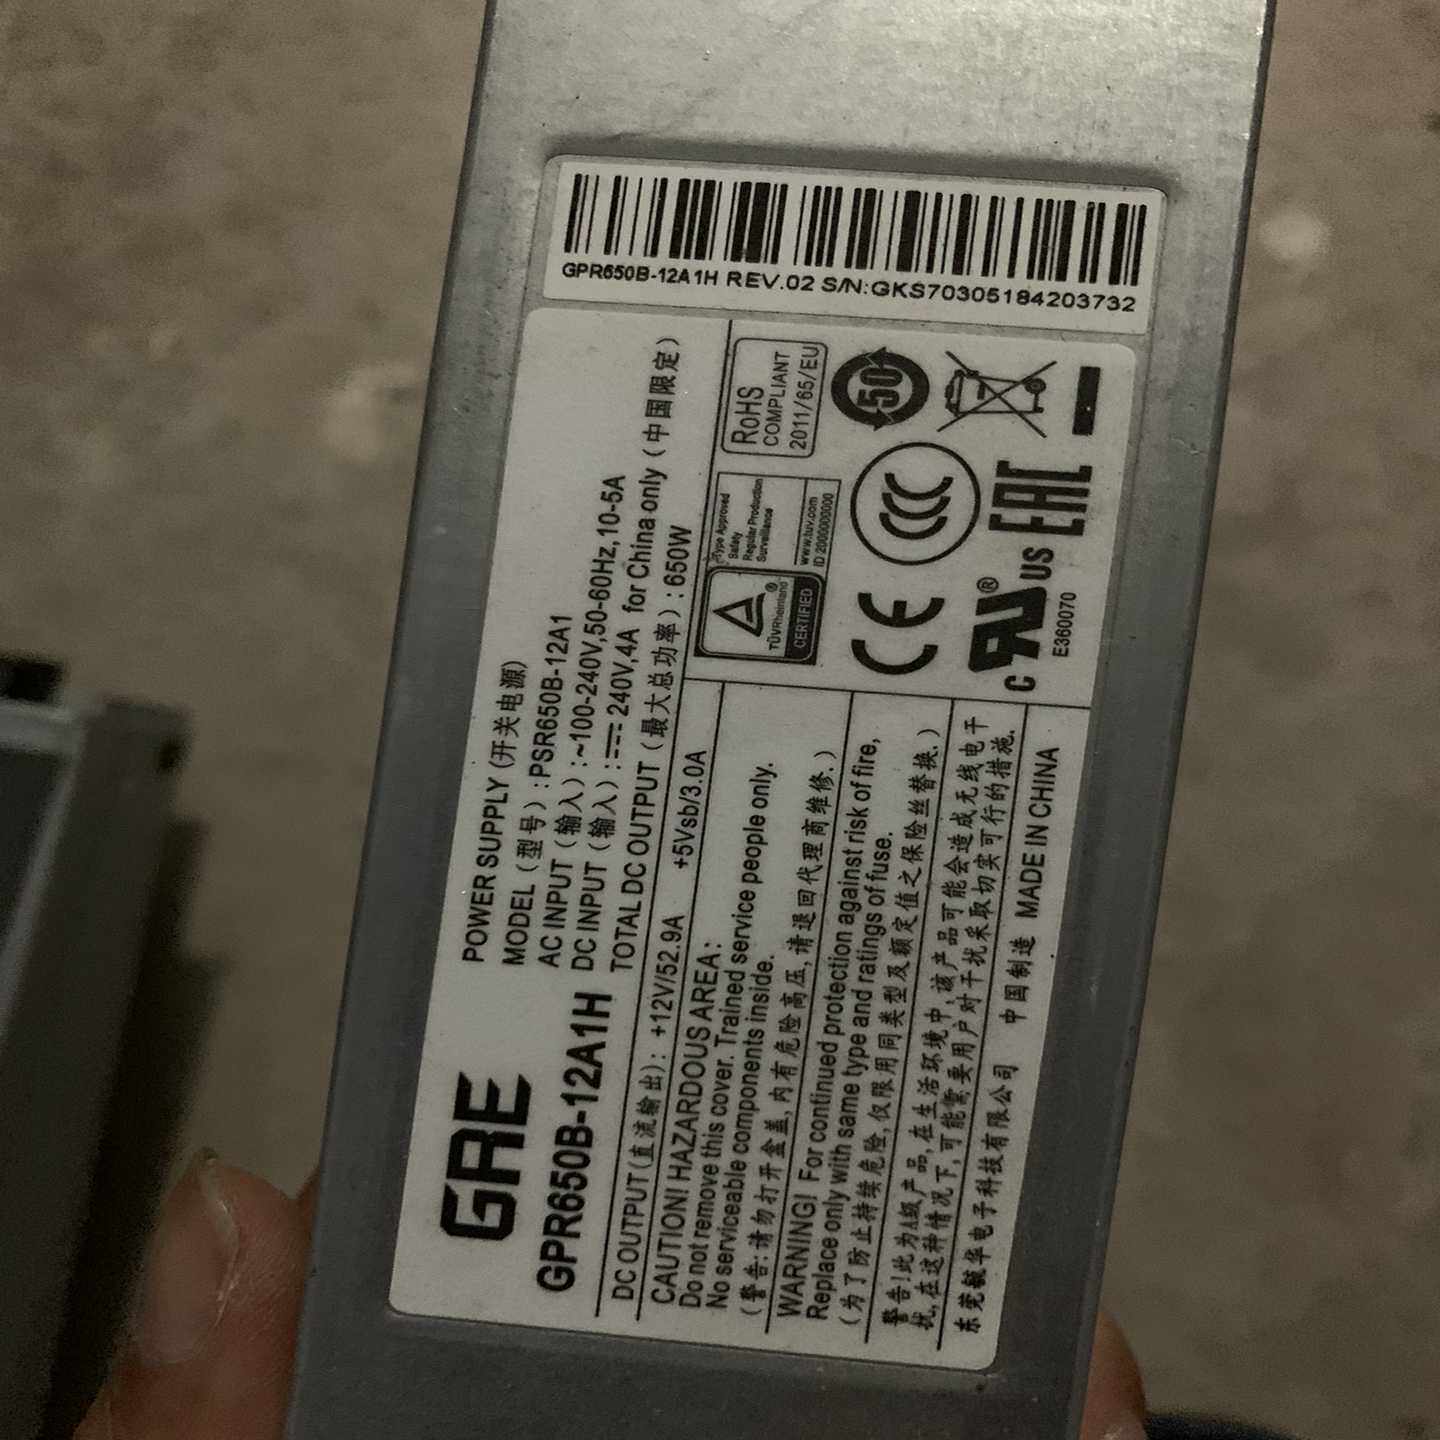 GPR650B-12A1H REV.02 S/N:GKS70305184203732
GRE
GPR650B-12A1H
POWER SUPPLY (开关电源)
MODEL（型号）: PSR650B-12A1
AC INPUT（输入）:~100-240V,50-60Hz,10-5A
DC INPUT（输入）:⎓240V,4A for China only（中国限定）
TOTAL DC OUTPUT（最大总功率）: 650W
DC OUTPUT(直流输出): +12V/52.9A +5Vsb/3.0A
CAUTION! HAZARDOUS AREA:
Do not remove this cover. Trained service people only.
No serviceable components inside.
（警告:请勿打开盒盖,内有危险高压,请退回代理商维修.）
WARNING! For continued protection against risk of fire,
Replace only with same type and ratings of fuse.
（为了防止持续危险,仅限用同类型及额定值之保险丝替换.）
警告!此为A级产品,在生活环境中,该产品可能会造成无线电干
扰,在这种情况下,可能需要用户对干扰采取切实可行的措施.
东莞毓华电子科技有限公司 中国制造 MADE IN CHINA
TÜVRheinland®
CERTIFIED
Type Approved
Safety
Regular Production
Surveillance
www.tuv.com
ID 2000000000
RoHS
COMPLIANT
2011/65/EU
CE
CCC
50
c RU® US
E360070
EAC